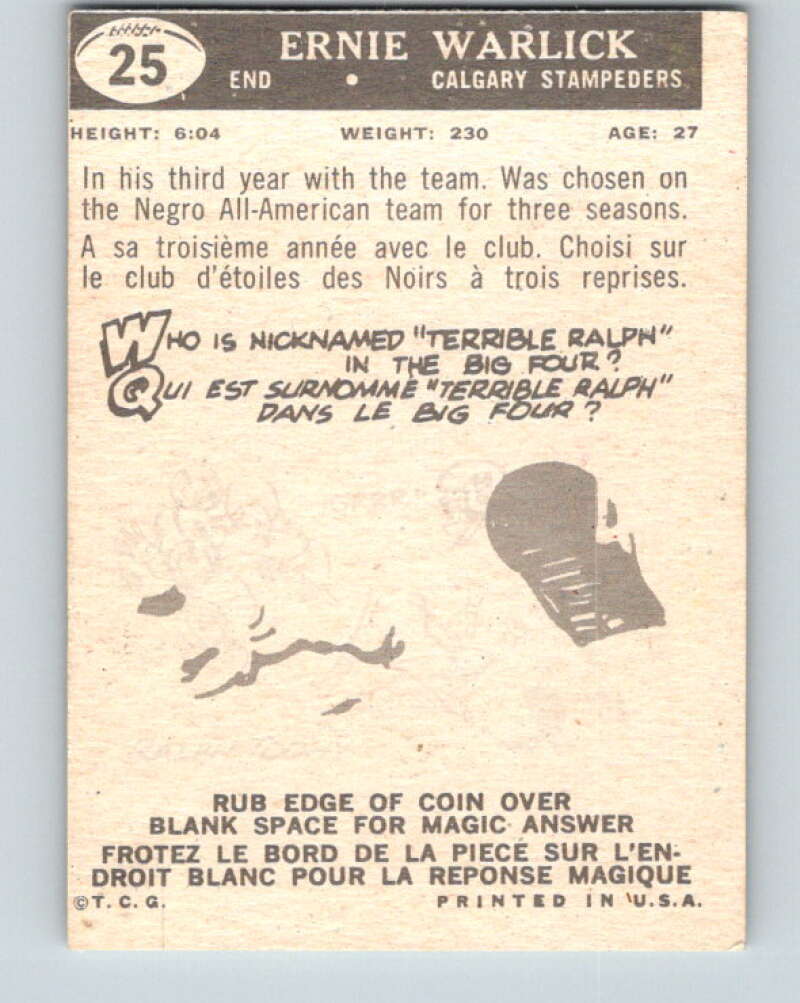 25
ERNIE WARLICK
END • CALGARY STAMPEDERS
HEIGHT: 6:04 WEIGHT: 230 AGE: 27
In his third year with the team. Was chosen on
the Negro All-American team for three seasons.
A sa troisième année avec le club. Choisi sur
le club d'étoiles des Noirs à trois reprises.
WHO IS NICKNAMED "TERRIBLE RALPH"
IN THE BIG FOUR?
QUI EST SURNOMMÉ "TERRIBLE RALPH"
DANS LE BIG FOUR?
RUB EDGE OF COIN OVER
BLANK SPACE FOR MAGIC ANSWER
FROTEZ LE BORD DE LA PIECE SUR L'EN-
DROIT BLANC POUR LA REPONSE MAGIQUE
©T.C.G. PRINTED IN U.S.A.